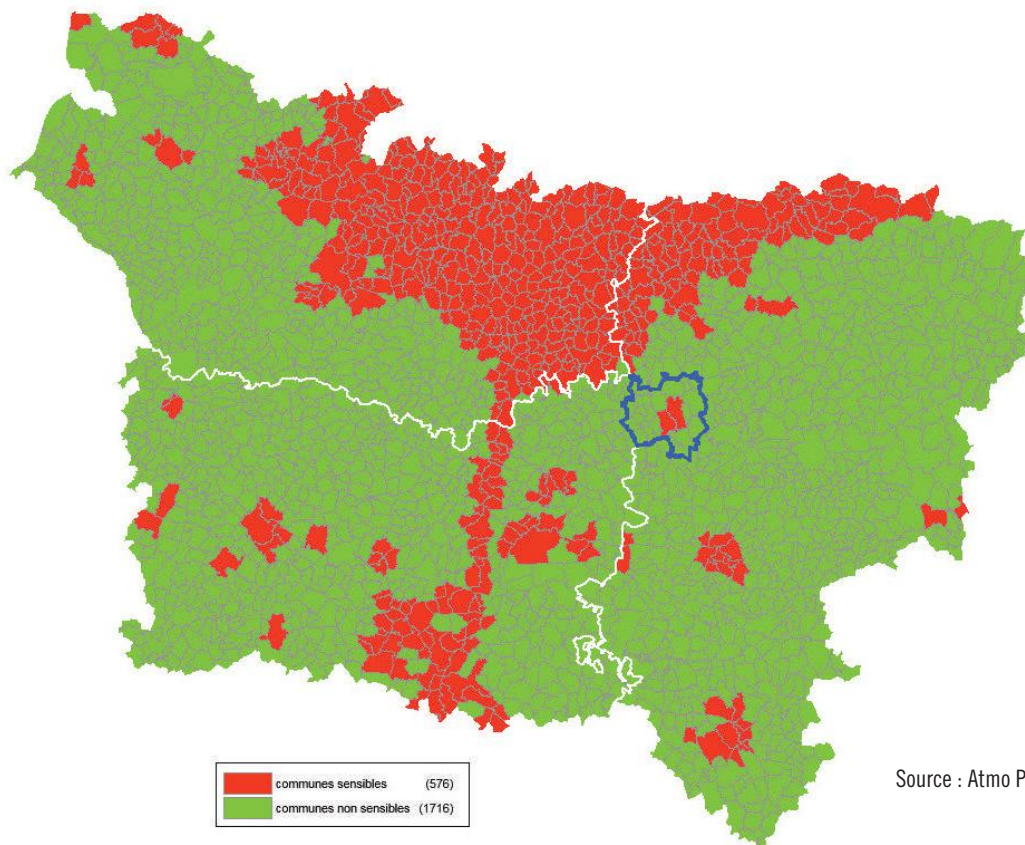 communes sensibles (576)
communes non sensibles (1716)
Source : Atmo P